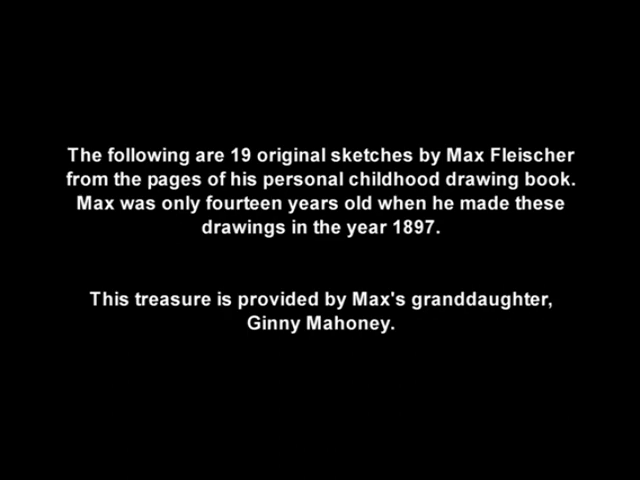 The following are 19 original sketches by Max Fleischer
from the pages of his personal childhood drawing book.
Max was only fourteen years old when he made these
drawings in the year 1897.
This treasure is provided by Max's granddaughter,
Ginny Mahoney.